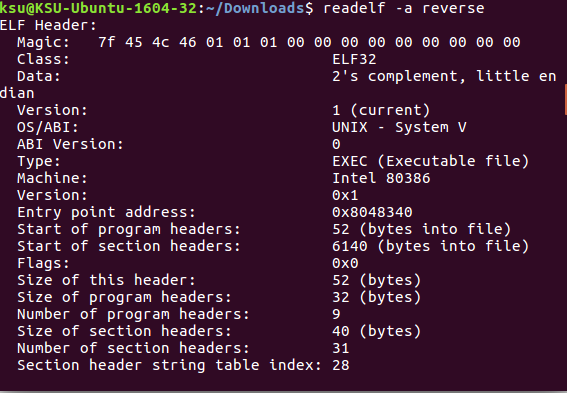 ksu@KSU-Ubuntu-1604-32:~/Downloads$ readelf -a reverse
ELF Header:
  Magic:   7f 45 4c 46 01 01 01 00 00 00 00 00 00 00 00 00
  Class:                             ELF32
  Data:                              2's complement, little en
dian
  Version:                           1 (current)
  OS/ABI:                            UNIX - System V
  ABI Version:                       0
  Type:                              EXEC (Executable file)
  Machine:                           Intel 80386
  Version:                           0x1
  Entry point address:               0x8048340
  Start of program headers:          52 (bytes into file)
  Start of section headers:          6140 (bytes into file)
  Flags:                             0x0
  Size of this header:               52 (bytes)
  Size of program headers:           32 (bytes)
  Number of program headers:         9
  Size of section headers:           40 (bytes)
  Number of section headers:         31
  Section header string table index: 28